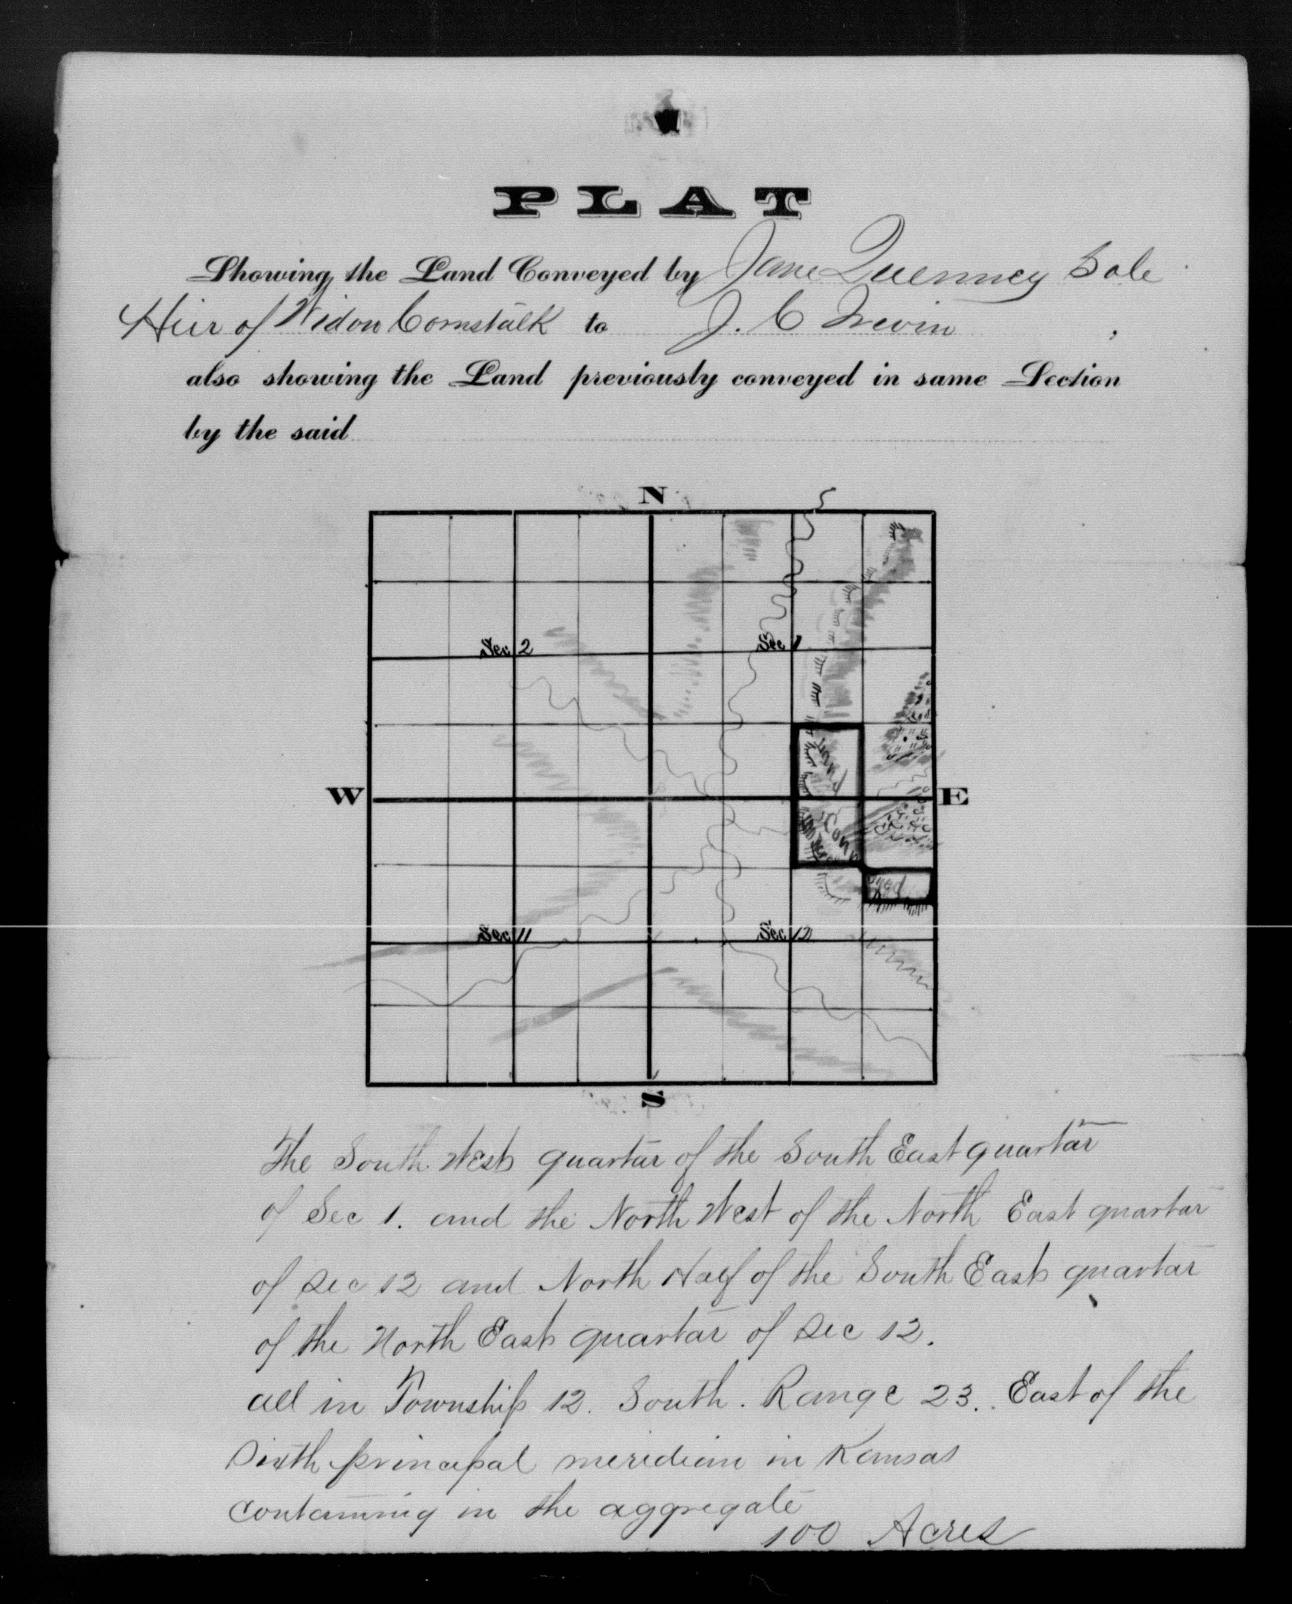 PLAT
Showing the Land Conveyed by Jane Quenney Sole
Heir of Widow Cornstalk to J. C Irwin ,
also showing the Land previously conveyed in same Section
by the said
N
Sec 2 Sec 1
W E
Sec 11 Sec 12
S
The South West quartar of the South East quartar
of Sec 1. and the North West of the North East quartar
of Sec 12 and North Half of the South East quartar
of the North East quartar of Sec 12.
all in Township 12. South. Range 23. East of the
Sixth principal meridian in Kansas
containing in the aggregate
100 Acres